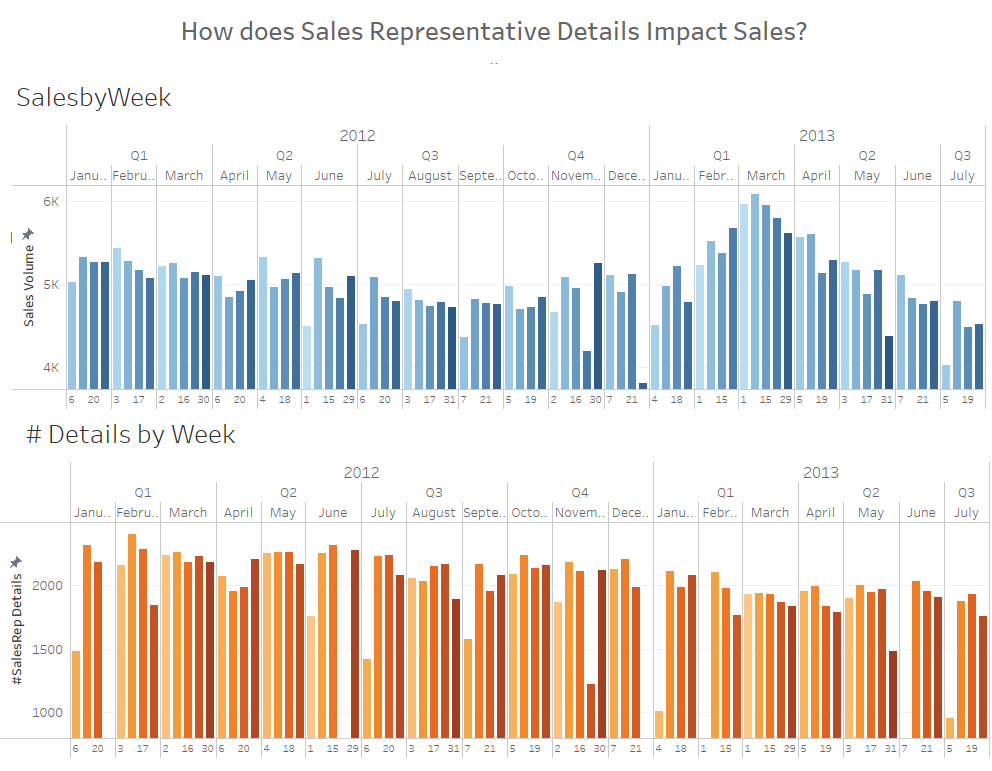 How does Sales Representative Details Impact Sales?
..
SalesbyWeek
2012 2013
Q1 Q2 Q3 Q4 Q1 Q2 Q3
Janu.. Febru.. March April May June July August Septe.. Octo.. Novem.. Dece.. Janu.. Febr.. March April May June July
6K
5K
4K
Sales Volume
6 20 3 17 2 16 30 6 20 4 18 1 15 29 6 20 3 17 31 7 21 5 19 2 16 30 7 21 4 18 1 15 1 15 29 5 19 3 17 31 7 21 5 19
# Details by Week
2012 2013
Q1 Q2 Q3 Q4 Q1 Q2 Q3
Janu.. Febru.. March April May June July August Septe.. Octo.. Novem.. Dece.. Janu.. Febr.. March April May June July
2000
1500
1000
#SalesRep Details
6 20 3 17 2 16 30 6 20 4 18 1 15 29 6 20 3 17 31 7 21 5 19 2 16 30 7 21 4 18 1 15 1 15 29 5 19 3 17 31 7 21 5 19